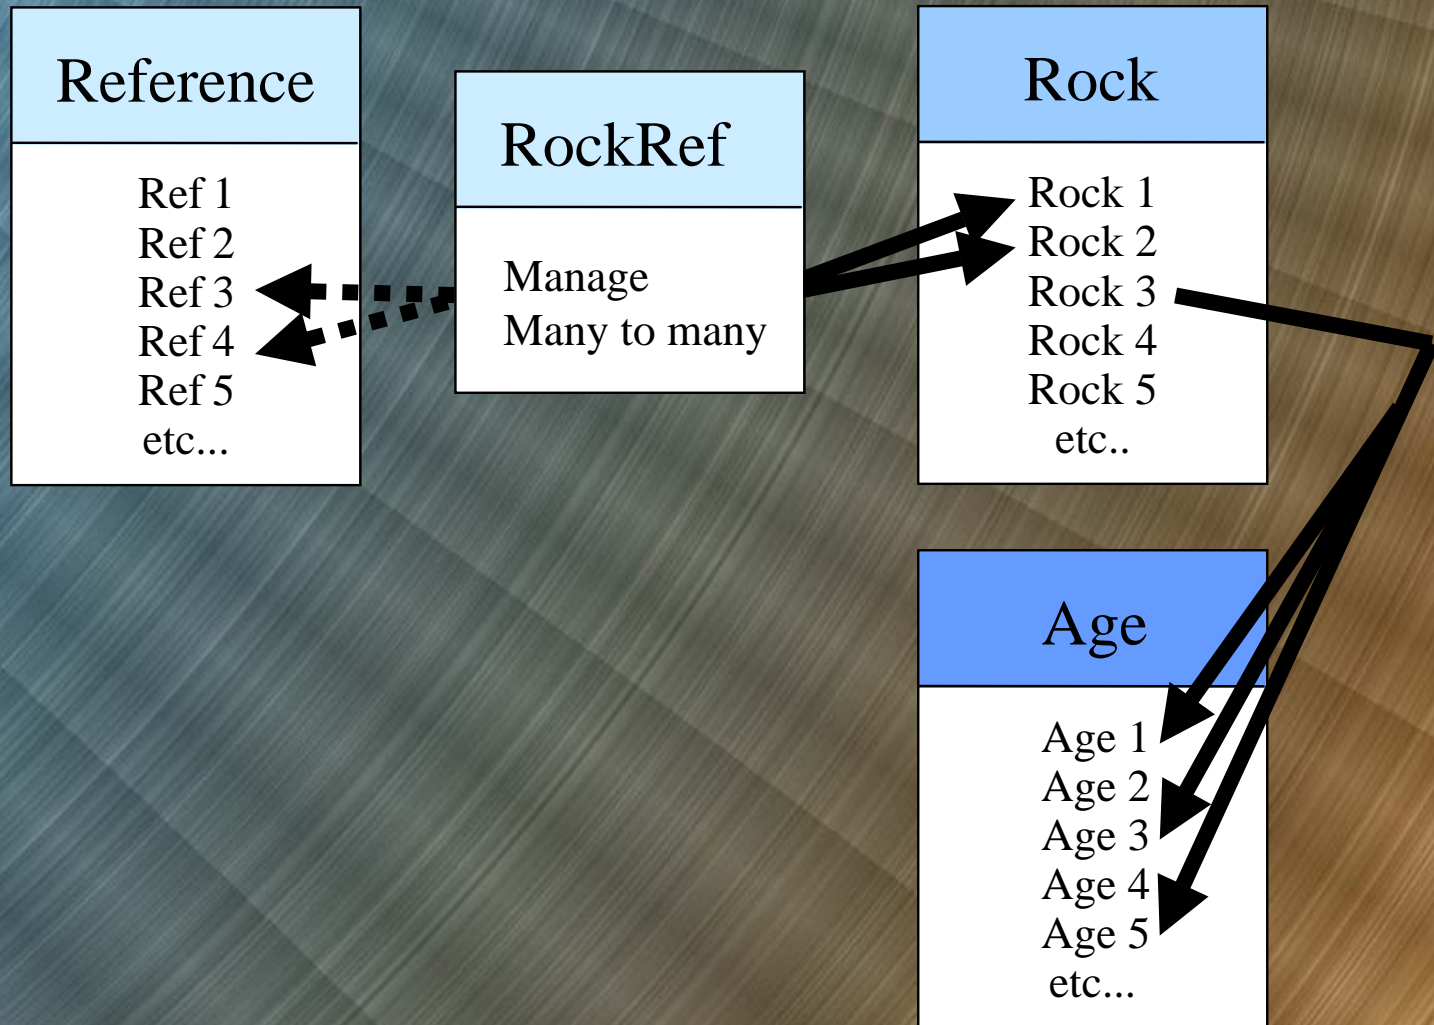 Reference
Ref 1
Ref 2
Ref 3
Ref 4
Ref 5
etc...
RockRef
Manage
Many to many
Rock
Rock 1
Rock 2
Rock 3
Rock 4
Rock 5
etc..
Age
Age 1
Age 2
Age 3
Age 4
Age 5
etc...